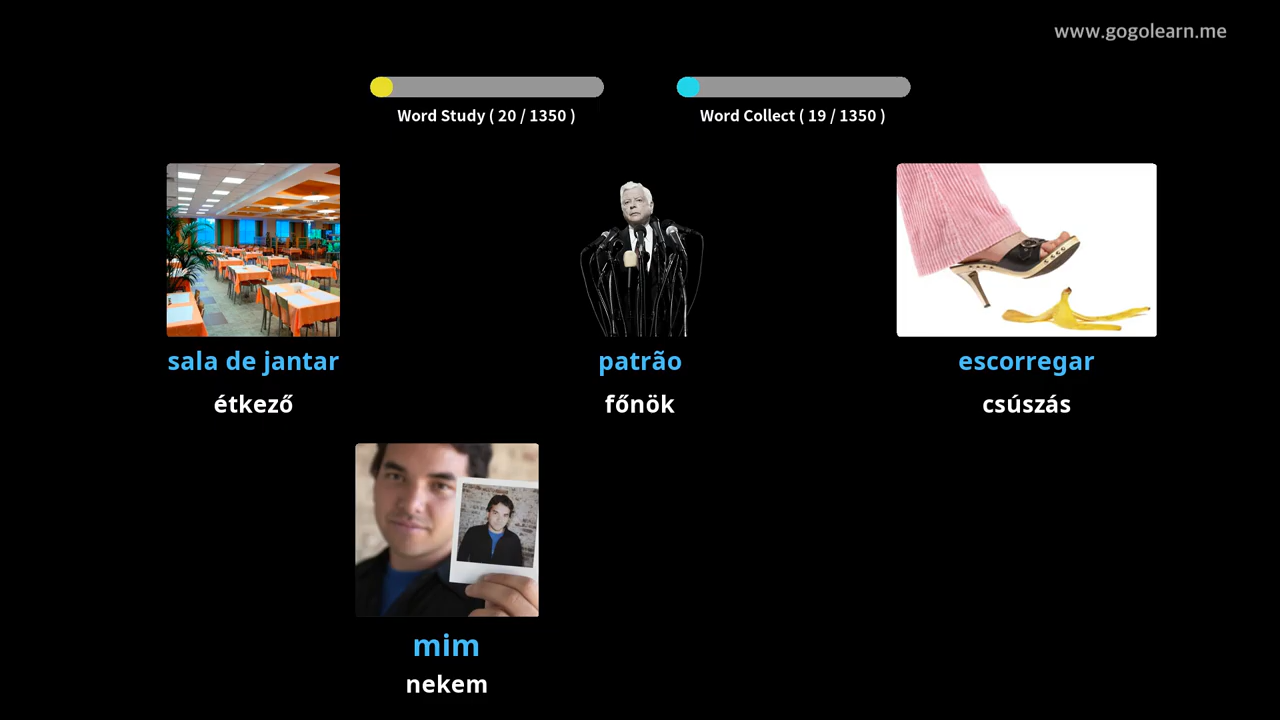 www.gogolearn.me
Word Study ( 20 / 1350 )
Word Collect ( 19 / 1350 )
sala de jantar
étkező
patrão
főnök
escorregar
csúszás
mim
nekem